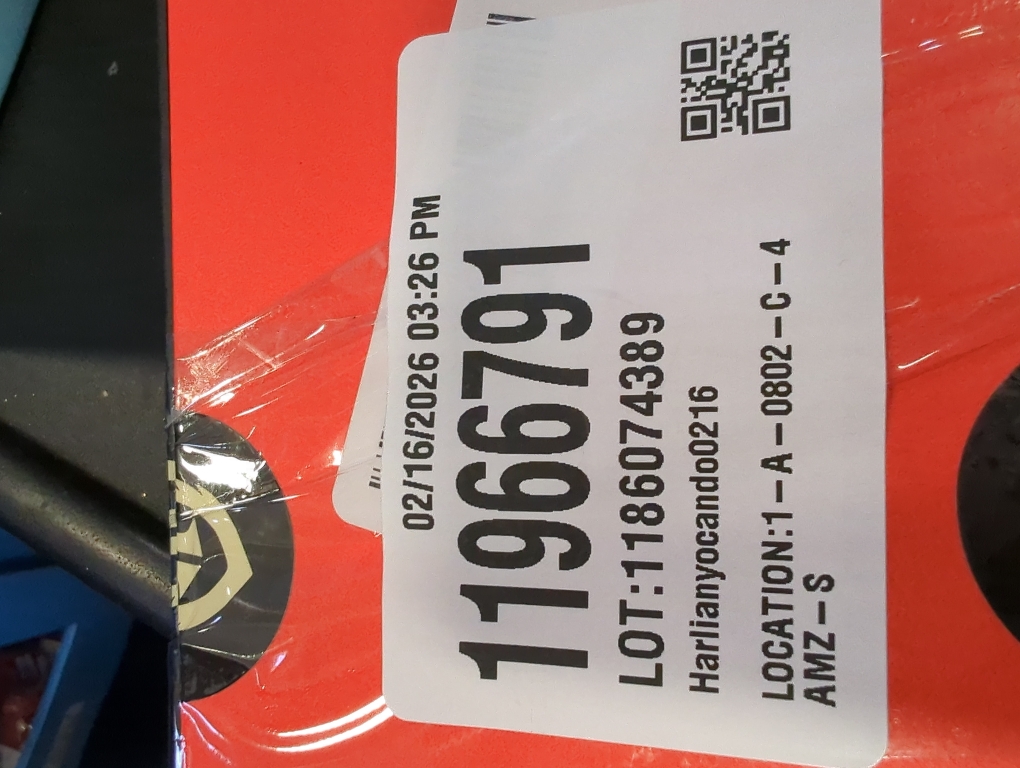 02/16/2026 03:26 PM
11966791
LOT:1186074389
Harlianyocando0216
LOCATION:1-A-0802-C-4
AMZ-S